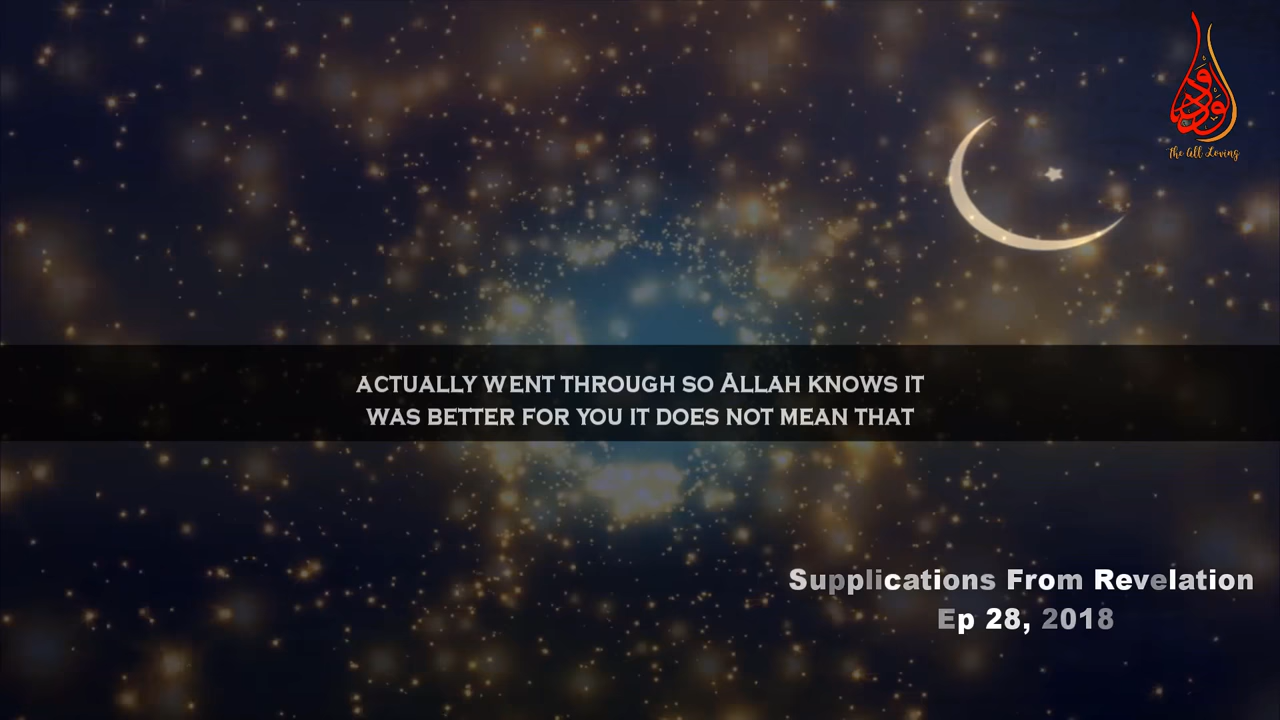 الودود
The All Loving
ACTUALLY WENT THROUGH SO ALLAH KNOWS IT
WAS BETTER FOR YOU IT DOES NOT MEAN THAT
Supplications From Revelation
Ep 28, 2018